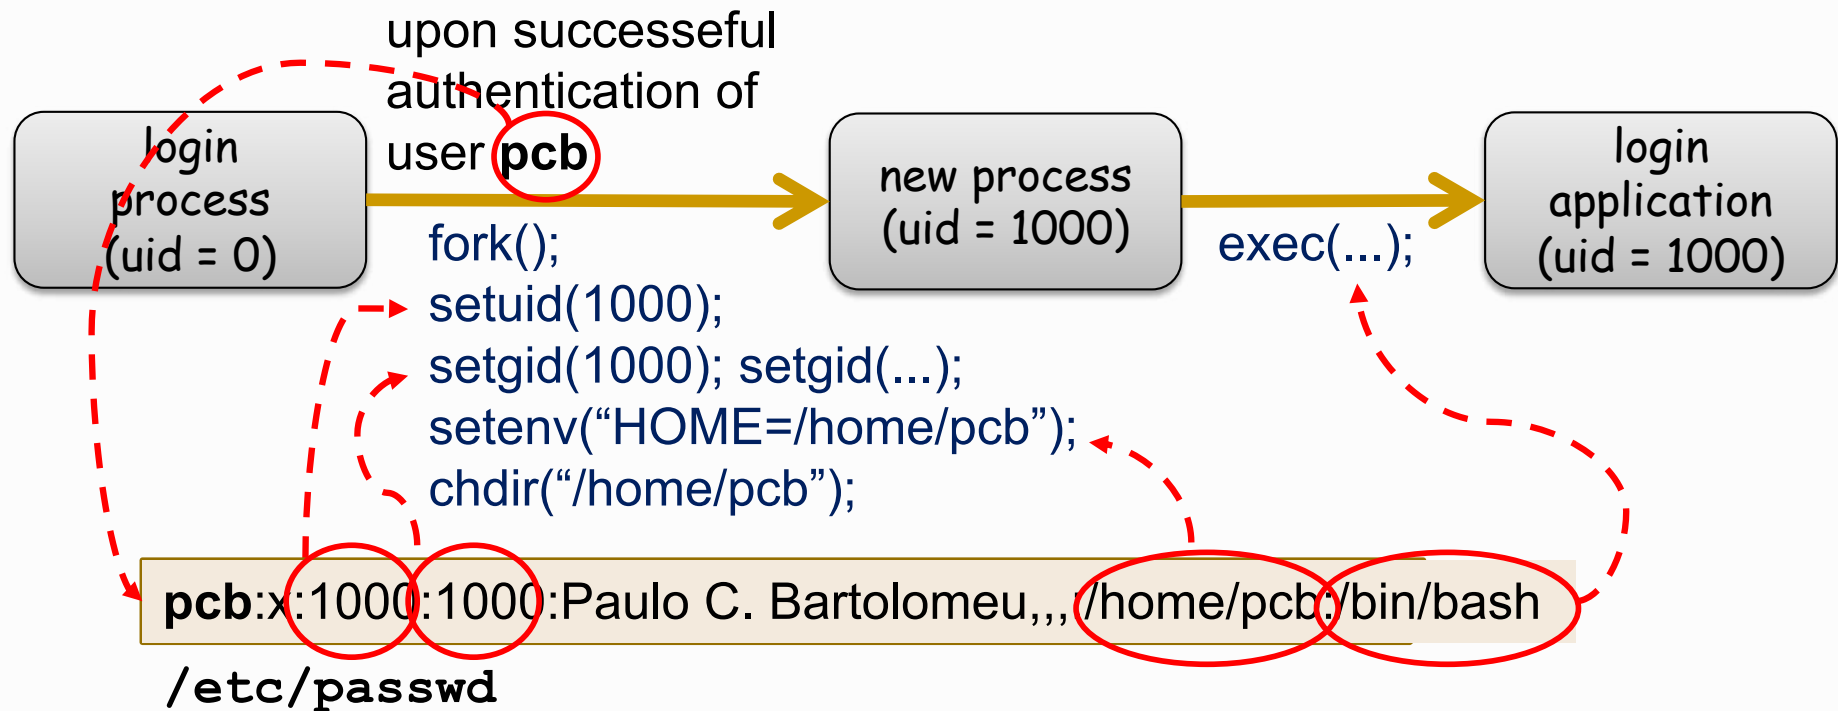 upon successeful
authentication of
user pcb
login
process
(uid = 0)
new process
(uid = 1000)
login
application
(uid = 1000)
fork();
setuid(1000);
setgid(1000); setgid(...);
setenv(“HOME=/home/pcb”);
chdir(“/home/pcb”);
exec(...);
pcb:x:1000:1000:Paulo C. Bartolomeu,,,:/home/pcb:/bin/bash
/etc/passwd